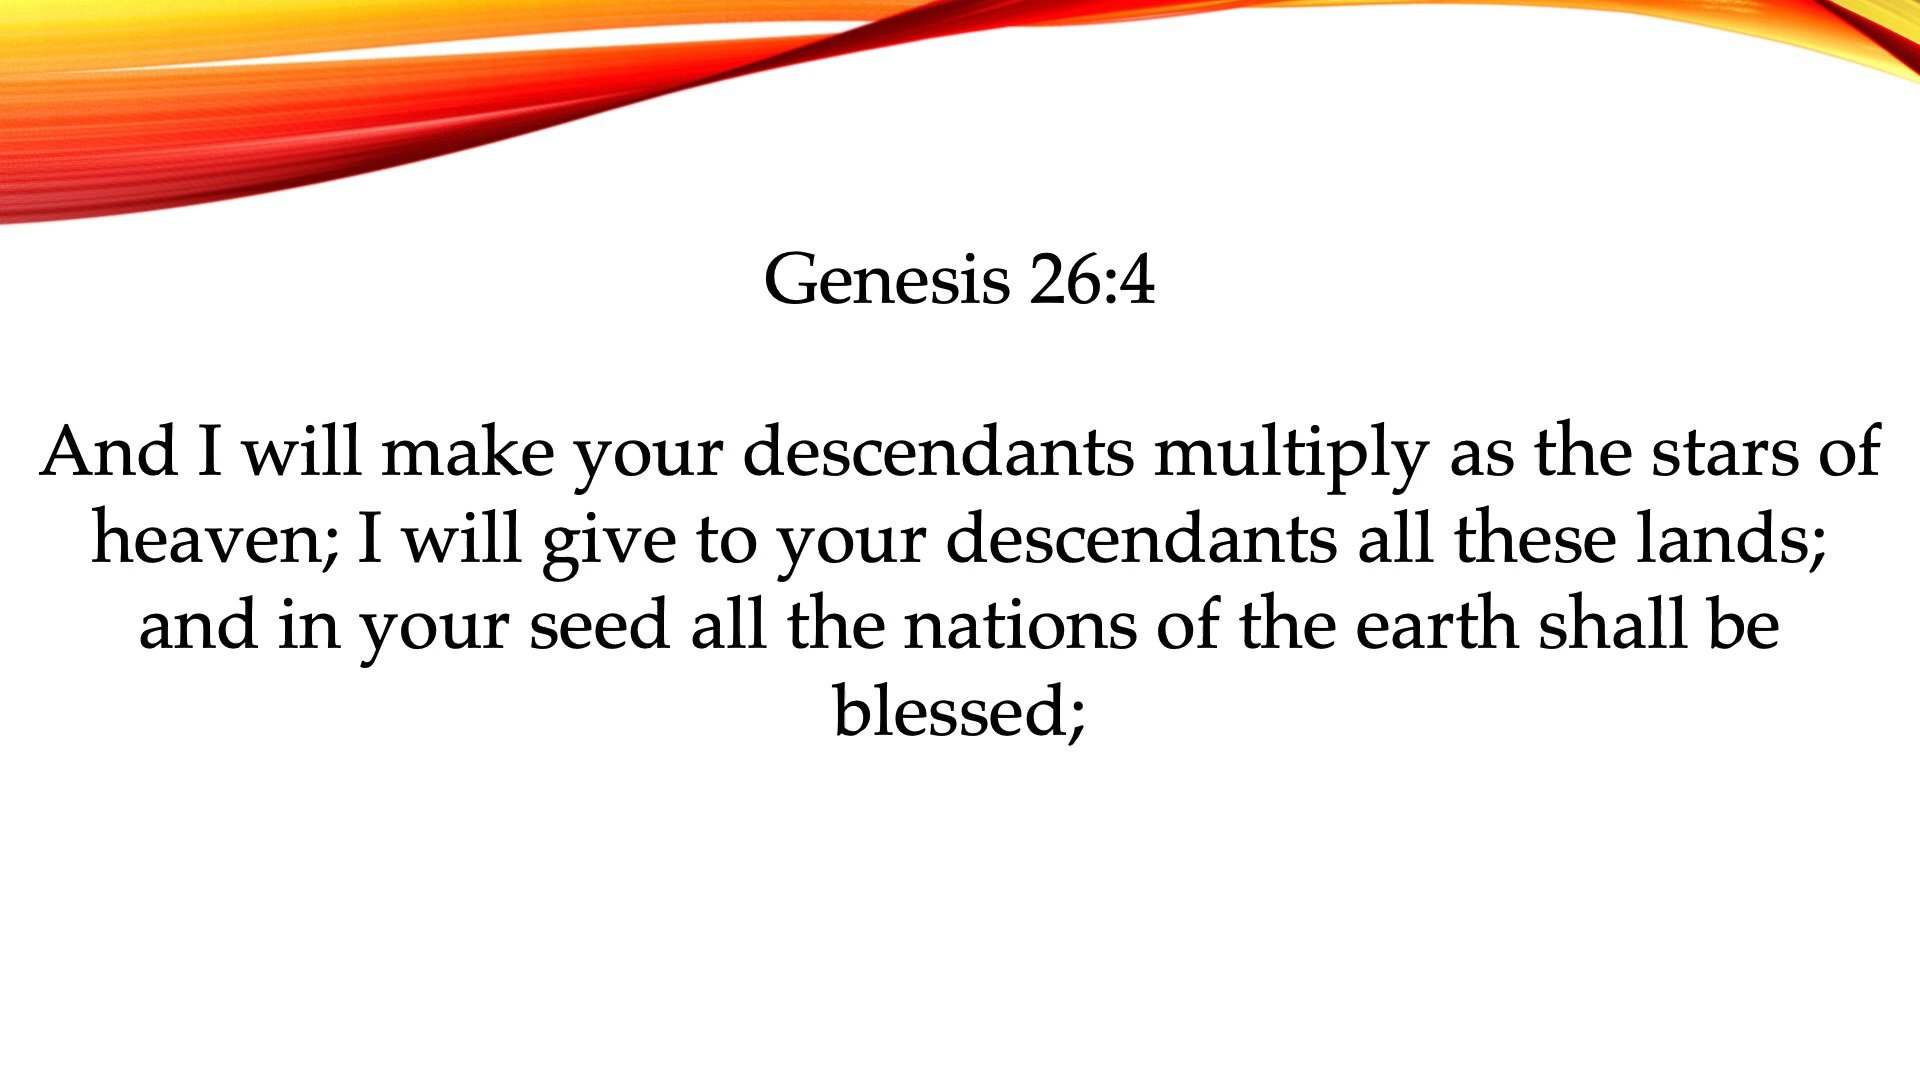 Genesis 26:4
And I will make your descendants multiply as the stars of
heaven; I will give to your descendants all these lands;
and in your seed all the nations of the earth shall be
blessed;